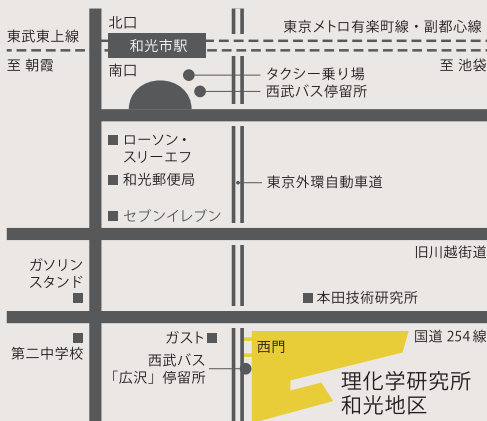 北口
東武東上線
東京メトロ有楽町線・副都心線
和光市駅
至 朝霞
南口
至 池袋
タクシー乗り場
西武バス停留所
ローソン・
スリーエフ
和光郵便局
東京外環自動車道
セブンイレブン
旧川越街道
ガソリン
スタンド
本田技術研究所
国道 254 線
ガスト
西門
第二中学校
西武バス
「広沢」停留所
理化学研究所
和光地区